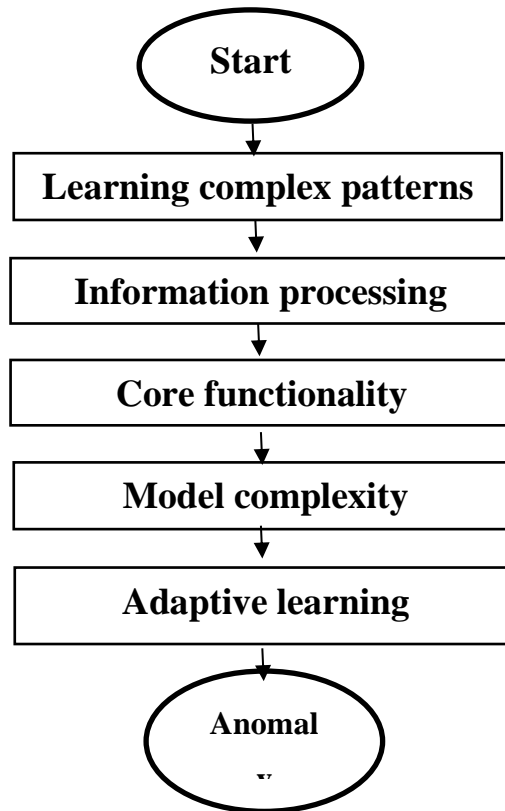 Start
Learning complex patterns
Information processing
Core functionality
Model complexity
Adaptive learning
Anomal
y